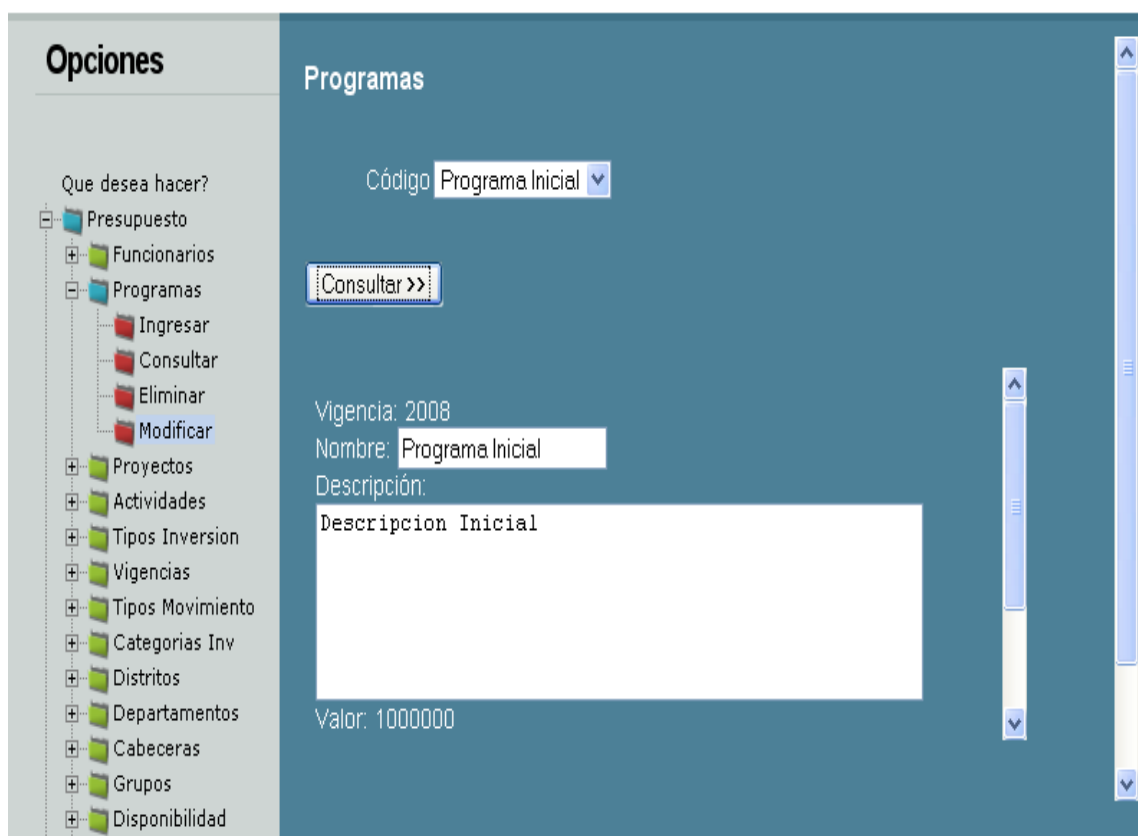 Opciones
Que desea hacer?
Presupuesto
Funcionarios
Programas
Ingresar
Consultar
Eliminar
Modificar
Proyectos
Actividades
Tipos Inversion
Vigencias
Tipos Movimiento
Categorias Inv
Distritos
Departamentos
Cabeceras
Grupos
Disponibilidad
Programas
Código Programa Inicial
Consultar >>
Vigencia: 2008
Nombre: Programa Inicial
Descripción:
Descripcion Inicial
Valor: 1000000